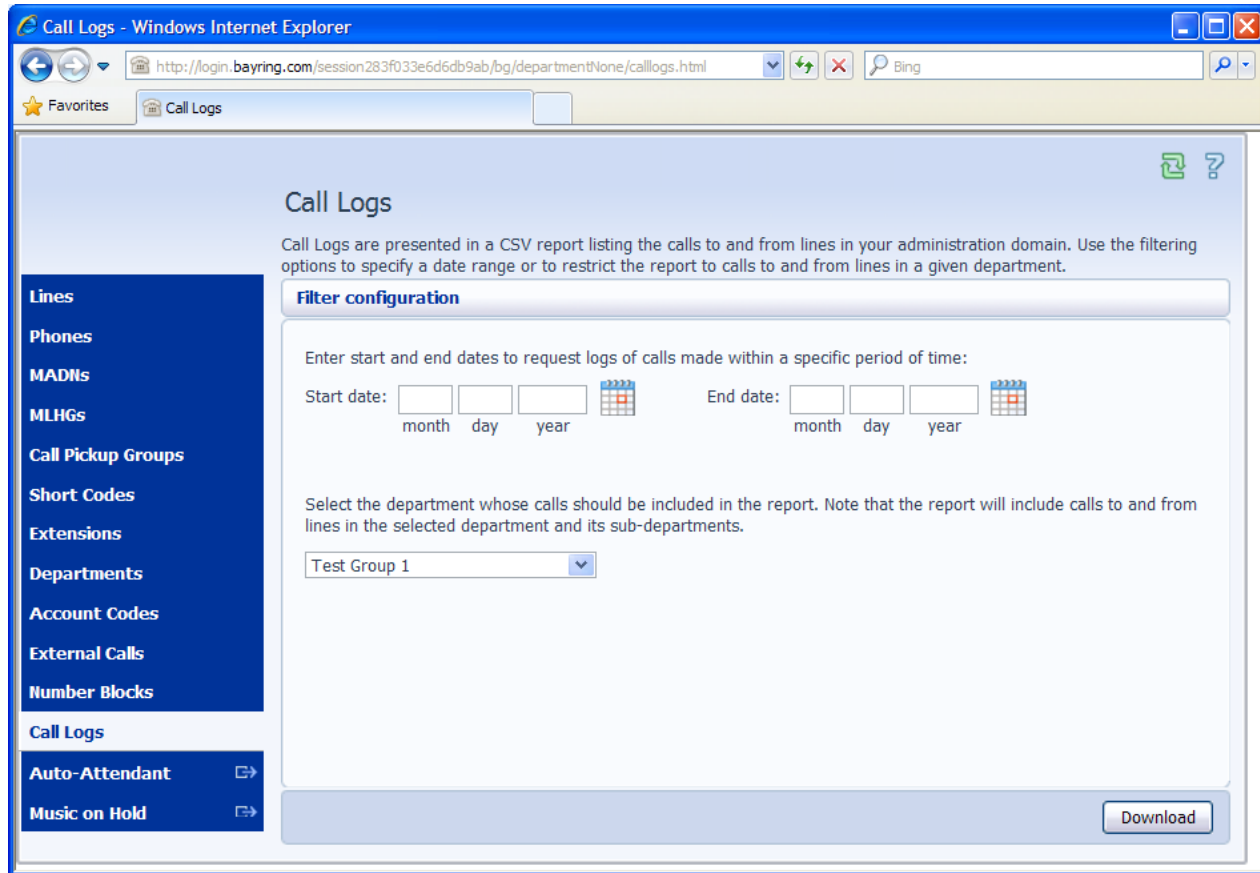 Call Logs - Windows Internet Explorer
http://login.bayring.com/session283f033e6d6db9ab/bg/departmentNone/calllogs.html
Bing
Favorites
Call Logs
Call Logs
Call Logs are presented in a CSV report listing the calls to and from lines in your administration domain. Use the filtering
options to specify a date range or to restrict the report to calls to and from lines in a given department.
Lines
Phones
MADNs
MLHGs
Call Pickup Groups
Short Codes
Extensions
Departments
Account Codes
External Calls
Number Blocks
Call Logs
Auto-Attendant
Music on Hold
Filter configuration
Enter start and end dates to request logs of calls made within a specific period of time:
Start date:
month day year
End date:
month day year
Select the department whose calls should be included in the report. Note that the report will include calls to and from
lines in the selected department and its sub-departments.
Test Group 1
Download